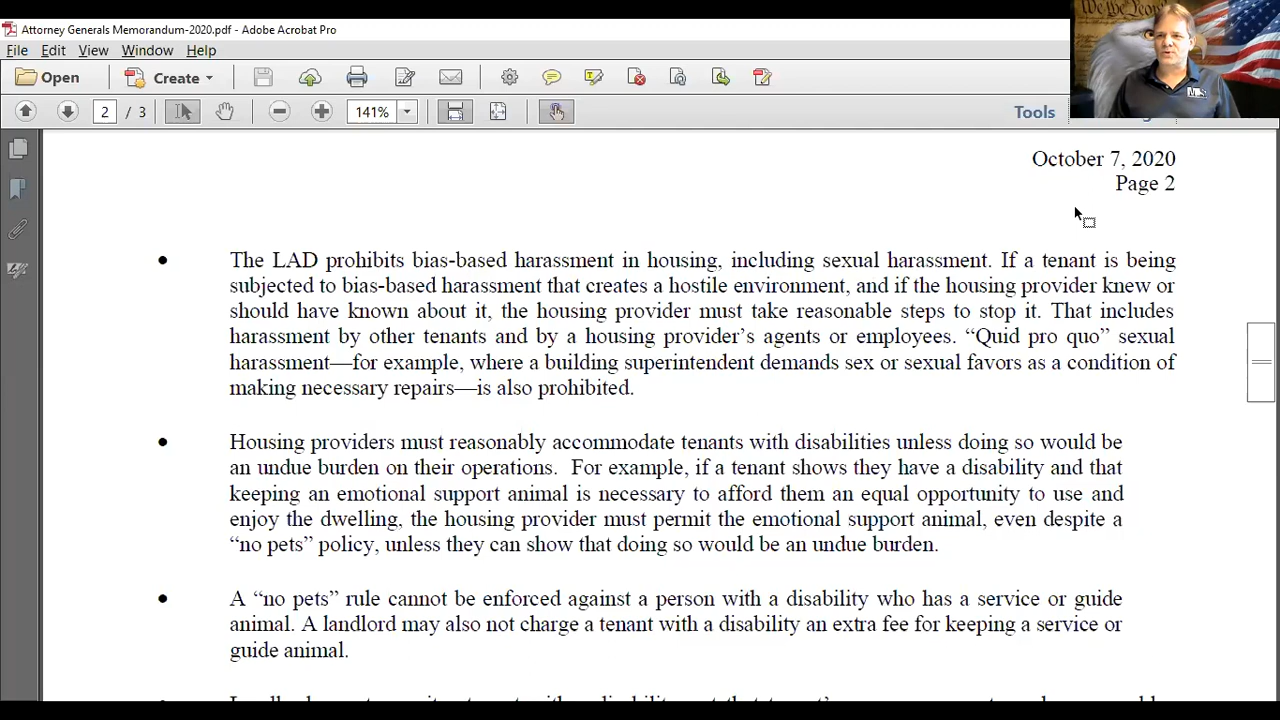 We the People
Attorney Generals Memorandum-2020.pdf - Adobe Acrobat Pro
File Edit View Window Help
Open Create
2 / 3 141% Tools
October 7, 2020
Page 2
• The LAD prohibits bias-based harassment in housing, including sexual harassment. If a tenant is being
subjected to bias-based harassment that creates a hostile environment, and if the housing provider knew or
should have known about it, the housing provider must take reasonable steps to stop it. That includes
harassment by other tenants and by a housing provider’s agents or employees. “Quid pro quo” sexual
harassment—for example, where a building superintendent demands sex or sexual favors as a condition of
making necessary repairs—is also prohibited.
• Housing providers must reasonably accommodate tenants with disabilities unless doing so would be
an undue burden on their operations. For example, if a tenant shows they have a disability and that
keeping an emotional support animal is necessary to afford them an equal opportunity to use and
enjoy the dwelling, the housing provider must permit the emotional support animal, even despite a
“no pets” policy, unless they can show that doing so would be an undue burden.
• A “no pets” rule cannot be enforced against a person with a disability who has a service or guide
animal. A landlord may also not charge a tenant with a disability an extra fee for keeping a service or
guide animal.